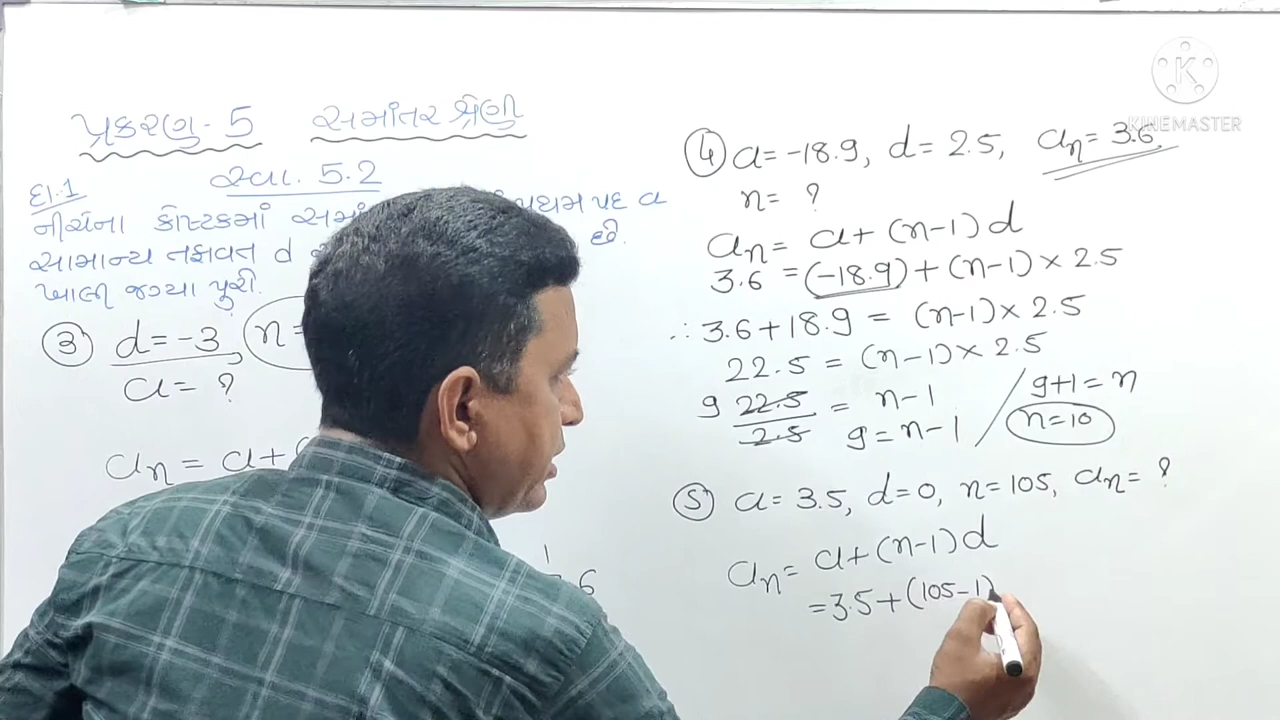 પ્રકરણ-5 સમાંતર શ્રેણી
સ્વા. 5.2
દા.1
નીચેના કોષ્ટકમાં પ્રથમ પદ a
સામાન્ય તફાવત d છે.
ખાલી જગ્યા પુરો.
③ d=-3 n=
a= ?
an = a+(
1
6
④ a=-18.9, d= 2.5, an= 3.6
n= ?
an= a+(n-1)d
3.6 = (-18.9)+(n-1)×2.5
∴ 3.6+18.9 = (n-1)×2.5
22.5 = (n-1)×2.5
9 22.5/2.5 = n-1
9=n-1 / 9+1=n
n=10
⑤ a=3.5, d=0, n=105, an= ?
an= a+(n-1)d
=3.5+(105-1)
KINEMASTER